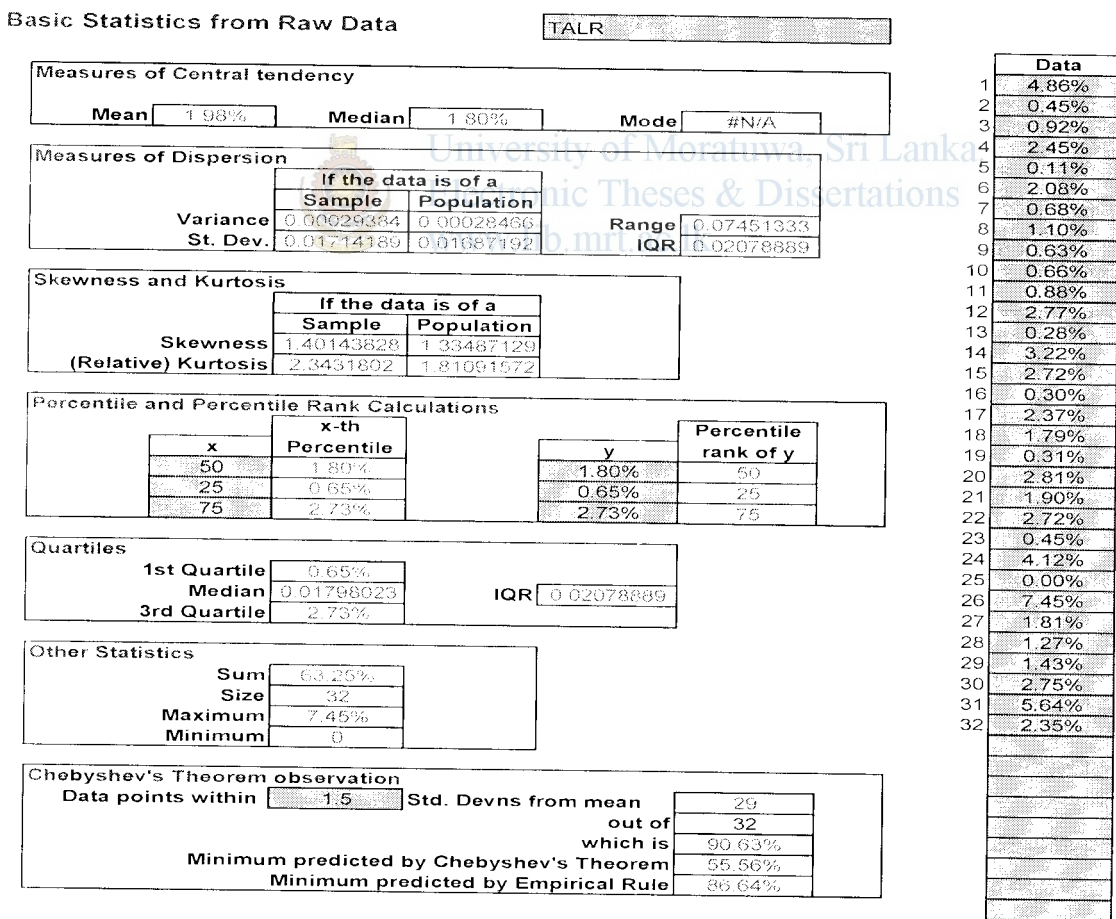 Basic Statistics from Raw Data
TALR
Measures of Central tendency
Mean 1.98% Median 1.80% Mode #N/A
Measures of Dispersion
If the data is of a
Sample Population
Variance 0.00029384 0.00028466 Range 0.07451333
St. Dev. 0.01714189 0.01687192 IQR 0.02078889
University of Moratuwa, Sri Lanka
Electronic Theses & Dissertations
www.lib.mrt.ac.lk
Skewness and Kurtosis
If the data is of a
Sample Population
Skewness 1.40143828 1.33487129
(Relative) Kurtosis 2.3431802 1.81091572
Percentile and Percentile Rank Calculations
x x-th Percentile y Percentile rank of y
50 1.80% 1.80% 50
25 0.65% 0.65% 25
75 2.73% 2.73% 75
Quartiles
1st Quartile 0.65%
Median 0.01798023 IQR 0.02078889
3rd Quartile 2.73%
Other Statistics
Sum 63.25%
Size 32
Maximum 7.45%
Minimum 0
Chebyshev's Theorem observation
Data points within 1.5 Std. Devns from mean 29
out of 32
which is 90.63%
Minimum predicted by Chebyshev's Theorem 55.56%
Minimum predicted by Empirical Rule 86.64%
Data
1 4.86%
2 0.45%
3 0.92%
4 2.45%
5 0.11%
6 2.08%
7 0.68%
8 1.10%
9 0.63%
10 0.66%
11 0.88%
12 2.77%
13 0.28%
14 3.22%
15 2.72%
16 0.30%
17 2.37%
18 1.79%
19 0.31%
20 2.81%
21 1.90%
22 2.72%
23 0.45%
24 4.12%
25 0.00%
26 7.45%
27 1.81%
28 1.27%
29 1.43%
30 2.75%
31 5.64%
32 2.35%